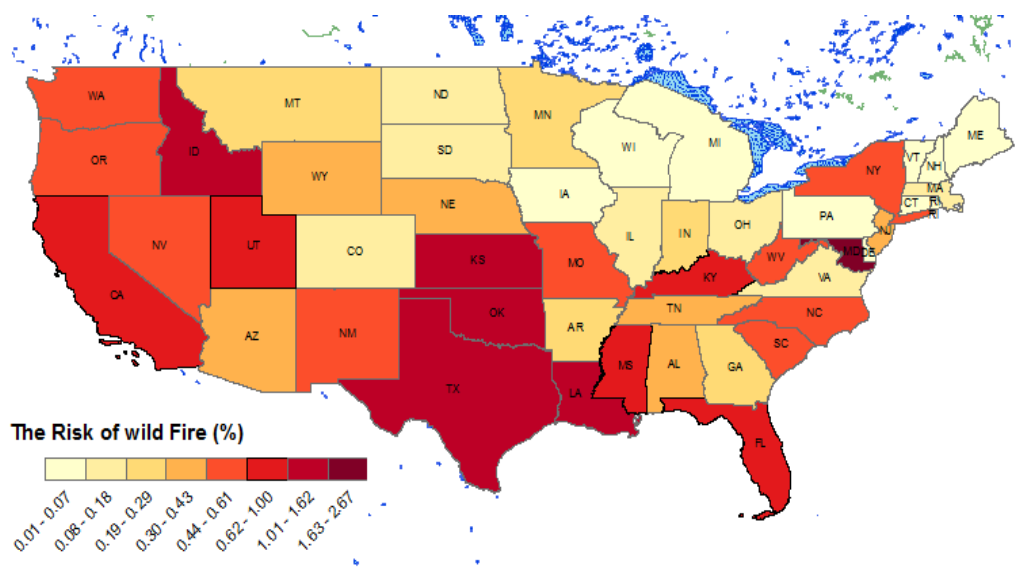 WA
MT
ND
MN
ME
OR
ID
SD
WI
MI
VT
NH
NY
WY
NE
IA
MA
CT
RI
RI
PA
NJ
NV
UT
CO
IL
IN
OH
MD
DE
CA
KS
MO
KY
WV
VA
AZ
NM
OK
AR
TN
NC
TX
LA
MS
AL
GA
SC
FL
The Risk of wild Fire (%)
0.01 - 0.07
0.08 - 0.18
0.19 - 0.29
0.30 - 0.43
0.44 - 0.61
0.62 - 1.00
1.01 - 1.62
1.63 - 2.67